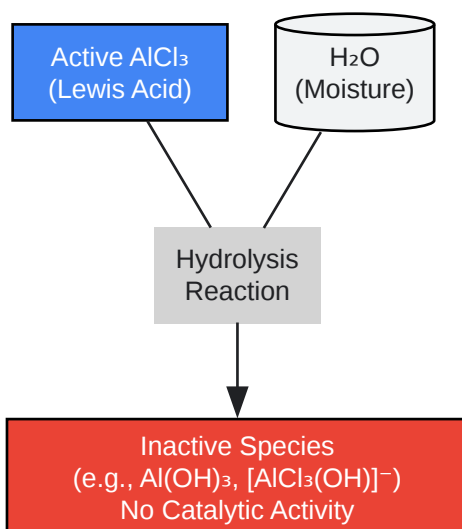 Active AlCl₃
(Lewis Acid)
H₂O
(Moisture)
Hydrolysis
Reaction
Inactive Species
(e.g., Al(OH)₃, [AlCl₃(OH)]⁻)
No Catalytic Activity